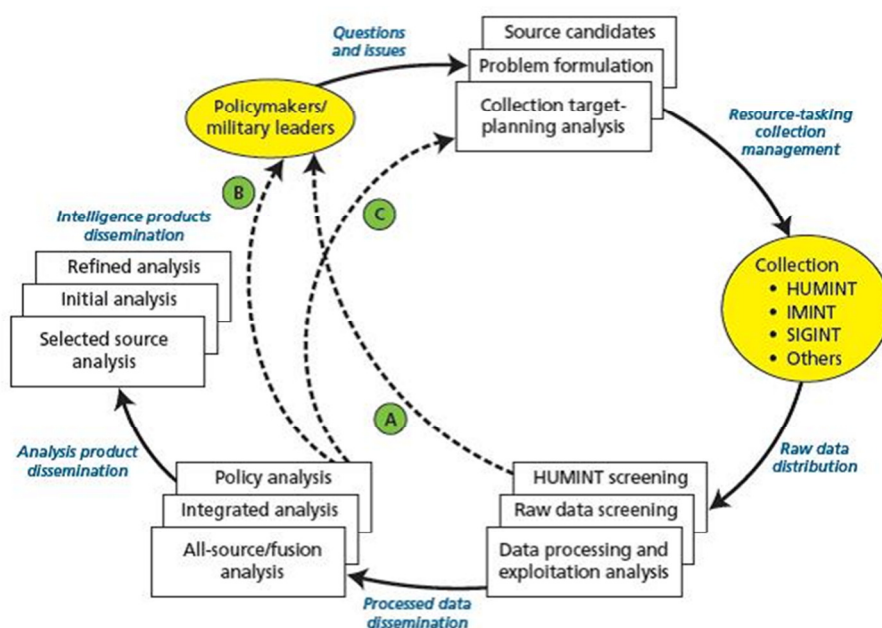 Questions
and issues
Source candidates
Problem formulation
Collection target-
planning analysis
Policymakers/
military leaders
Resource-tasking
collection
management
B
C
Intelligence products
dissemination
Refined analysis
Initial analysis
Selected source
analysis
Collection
• HUMINT
• IMINT
• SIGINT
• Others
A
Analysis product
dissemination
Raw data
distribution
Policy analysis
Integrated analysis
All-source/fusion
analysis
HUMINT screening
Raw data screening
Data processing and
exploitation analysis
Processed data
dissemination